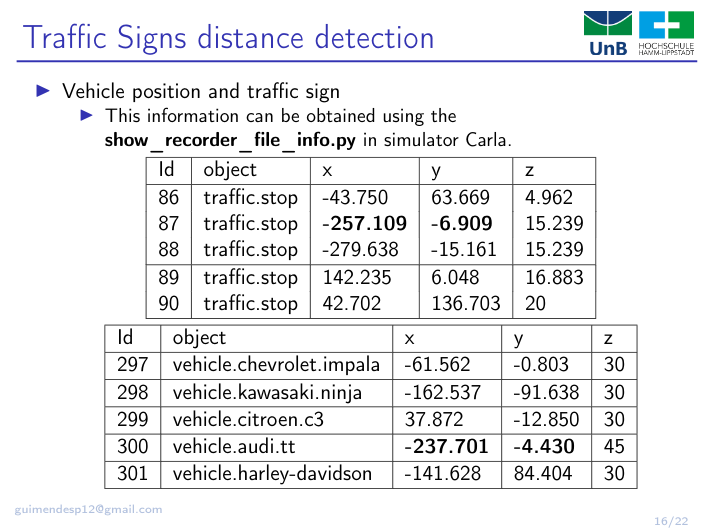 Traffic Signs distance detection
UnB
HOCHSCHULE
HAMM-LIPPSTADT
Vehicle position and traffic sign
This information can be obtained using the
show_recorder_file_info.py in simulator Carla.
Id object x y z
86 traffic.stop -43.750 63.669 4.962
87 traffic.stop -257.109 -6.909 15.239
88 traffic.stop -279.638 -15.161 15.239
89 traffic.stop 142.235 6.048 16.883
90 traffic.stop 42.702 136.703 20
Id object x y z
297 vehicle.chevrolet.impala -61.562 -0.803 30
298 vehicle.kawasaki.ninja -162.537 -91.638 30
299 vehicle.citroen.c3 37.872 -12.850 30
300 vehicle.audi.tt -237.701 -4.430 45
301 vehicle.harley-davidson -141.628 84.404 30
guimendesp12@gmail.com
16/22